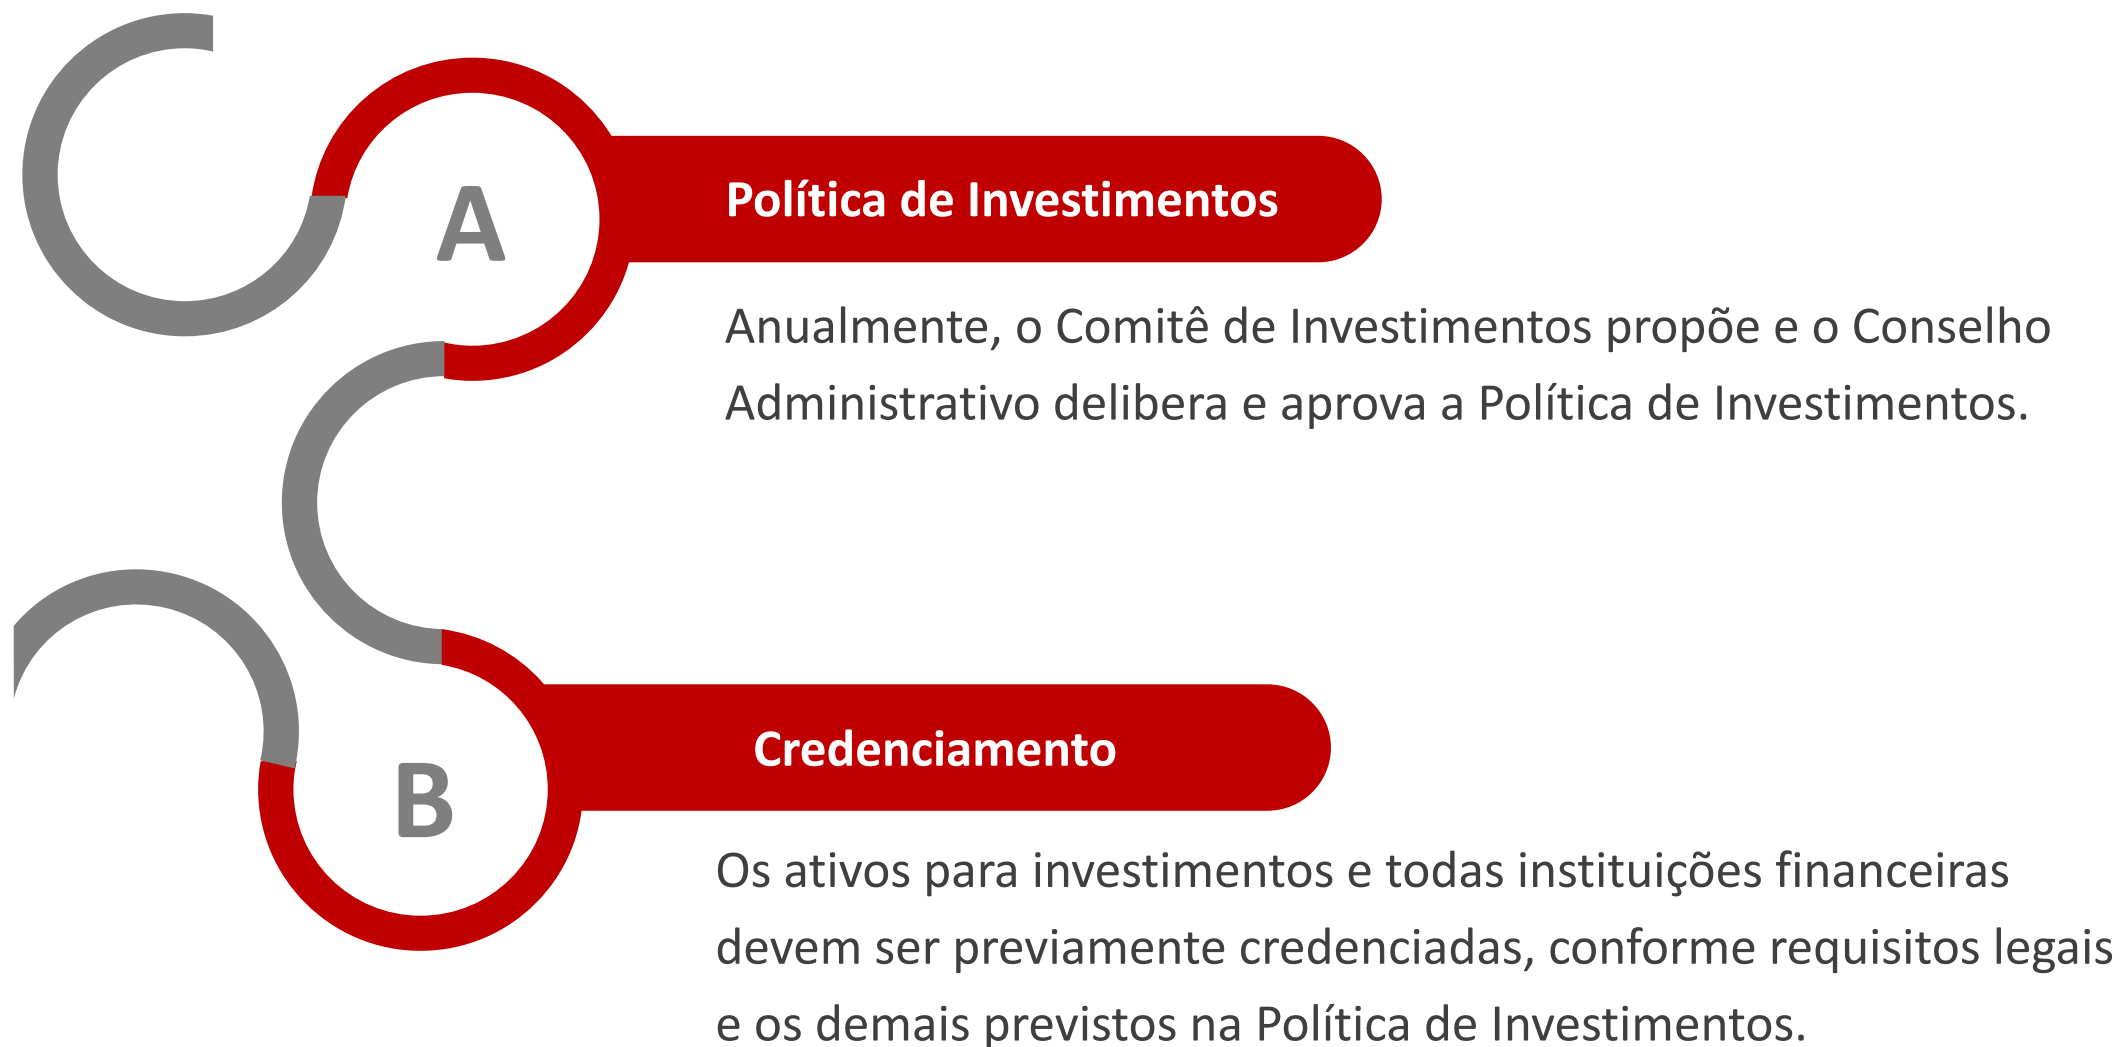 A
Política de Investimentos
Anualmente, o Comitê de Investimentos propõe e o Conselho
Administrativo delibera e aprova a Política de Investimentos.
B
Credenciamento
Os ativos para investimentos e todas instituições financeiras
devem ser previamente credenciadas, conforme requisitos legais
e os demais previstos na Política de Investimentos.